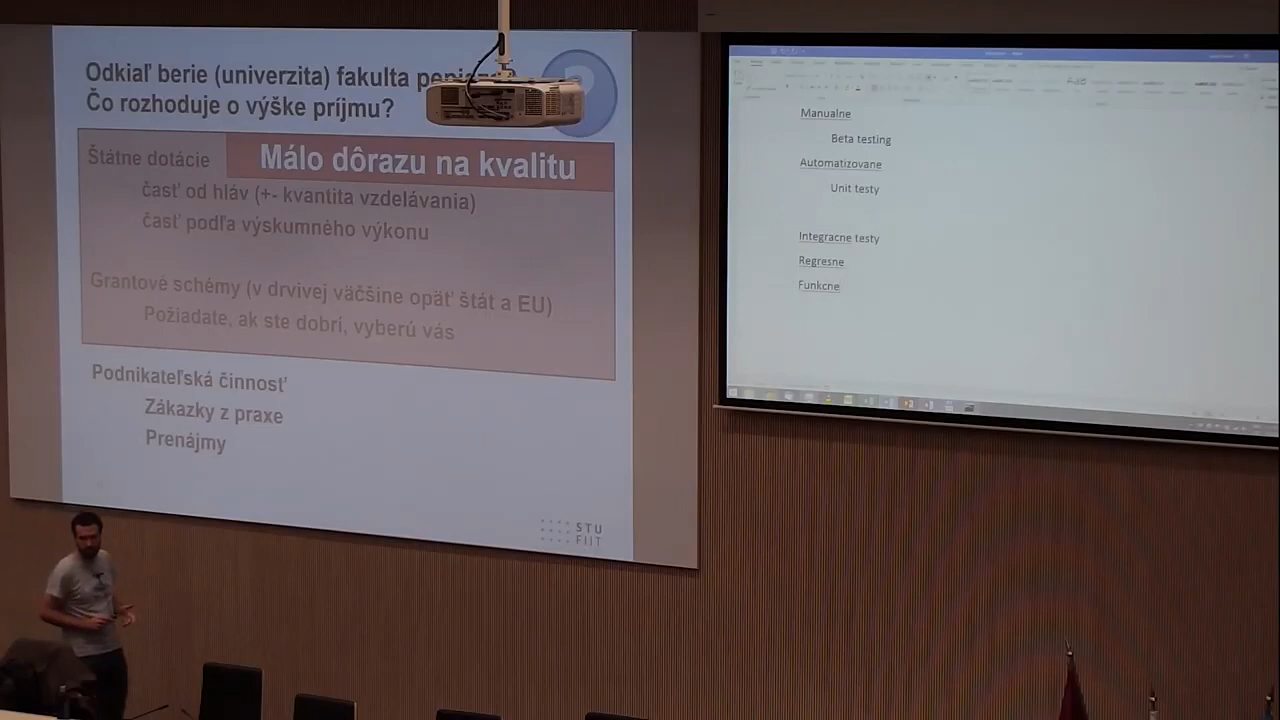 Odkiaľ berie (univerzita) fakulta
Čo rozhoduje o výške príjmu?
Štátne dotácie
Málo dôrazu na kvalitu
časť od hláv (+- kvantita vzdelávania)
časť podľa výskumného výkonu
Grantové schémy (v drvivej väčšine opäť štát a EU)
Požiadate, ak ste dobrí, vyberú vás
Podnikateľská činnosť
Zákazky z praxe
Prenájmy
STU
FIIT
Manualne
Beta testing
Automatizovane
Unit testy
Integracne testy
Regresne
Funkcne